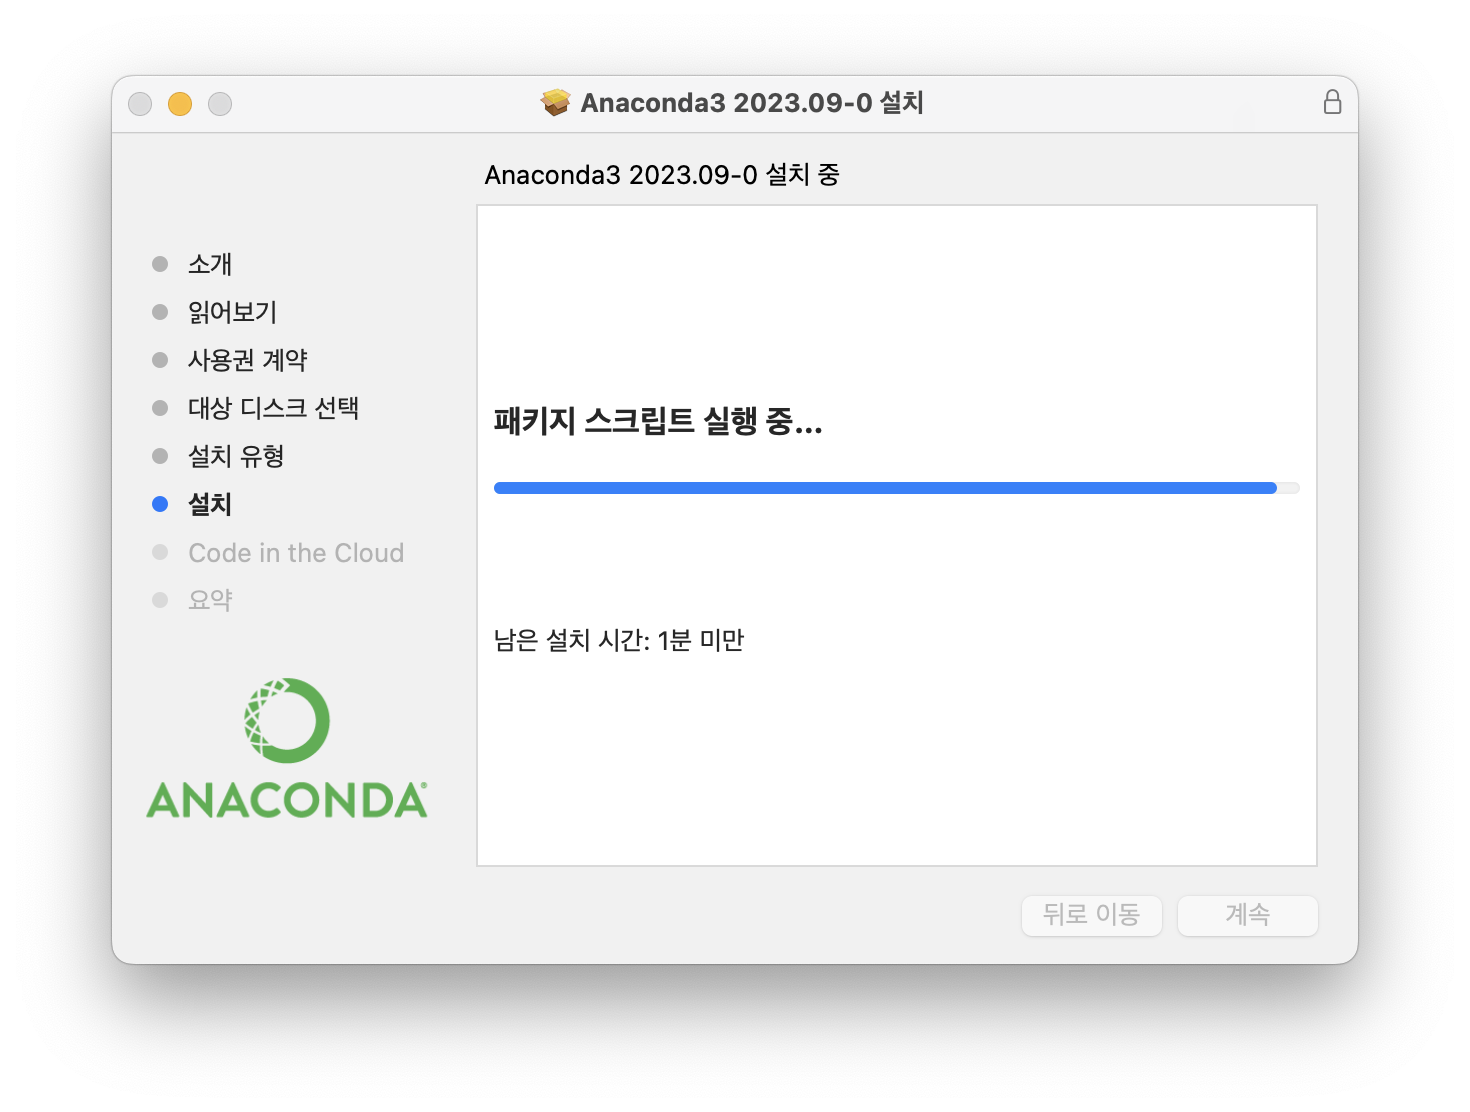 Anaconda3 2023.09-0 설치
Anaconda3 2023.09-0 설치 중
소개
읽어보기
사용권 계약
대상 디스크 선택
설치 유형
설치
Code in the Cloud
요약
ANACONDA®
패키지 스크립트 실행 중...
남은 설치 시간: 1분 미만
뒤로 이동
계속